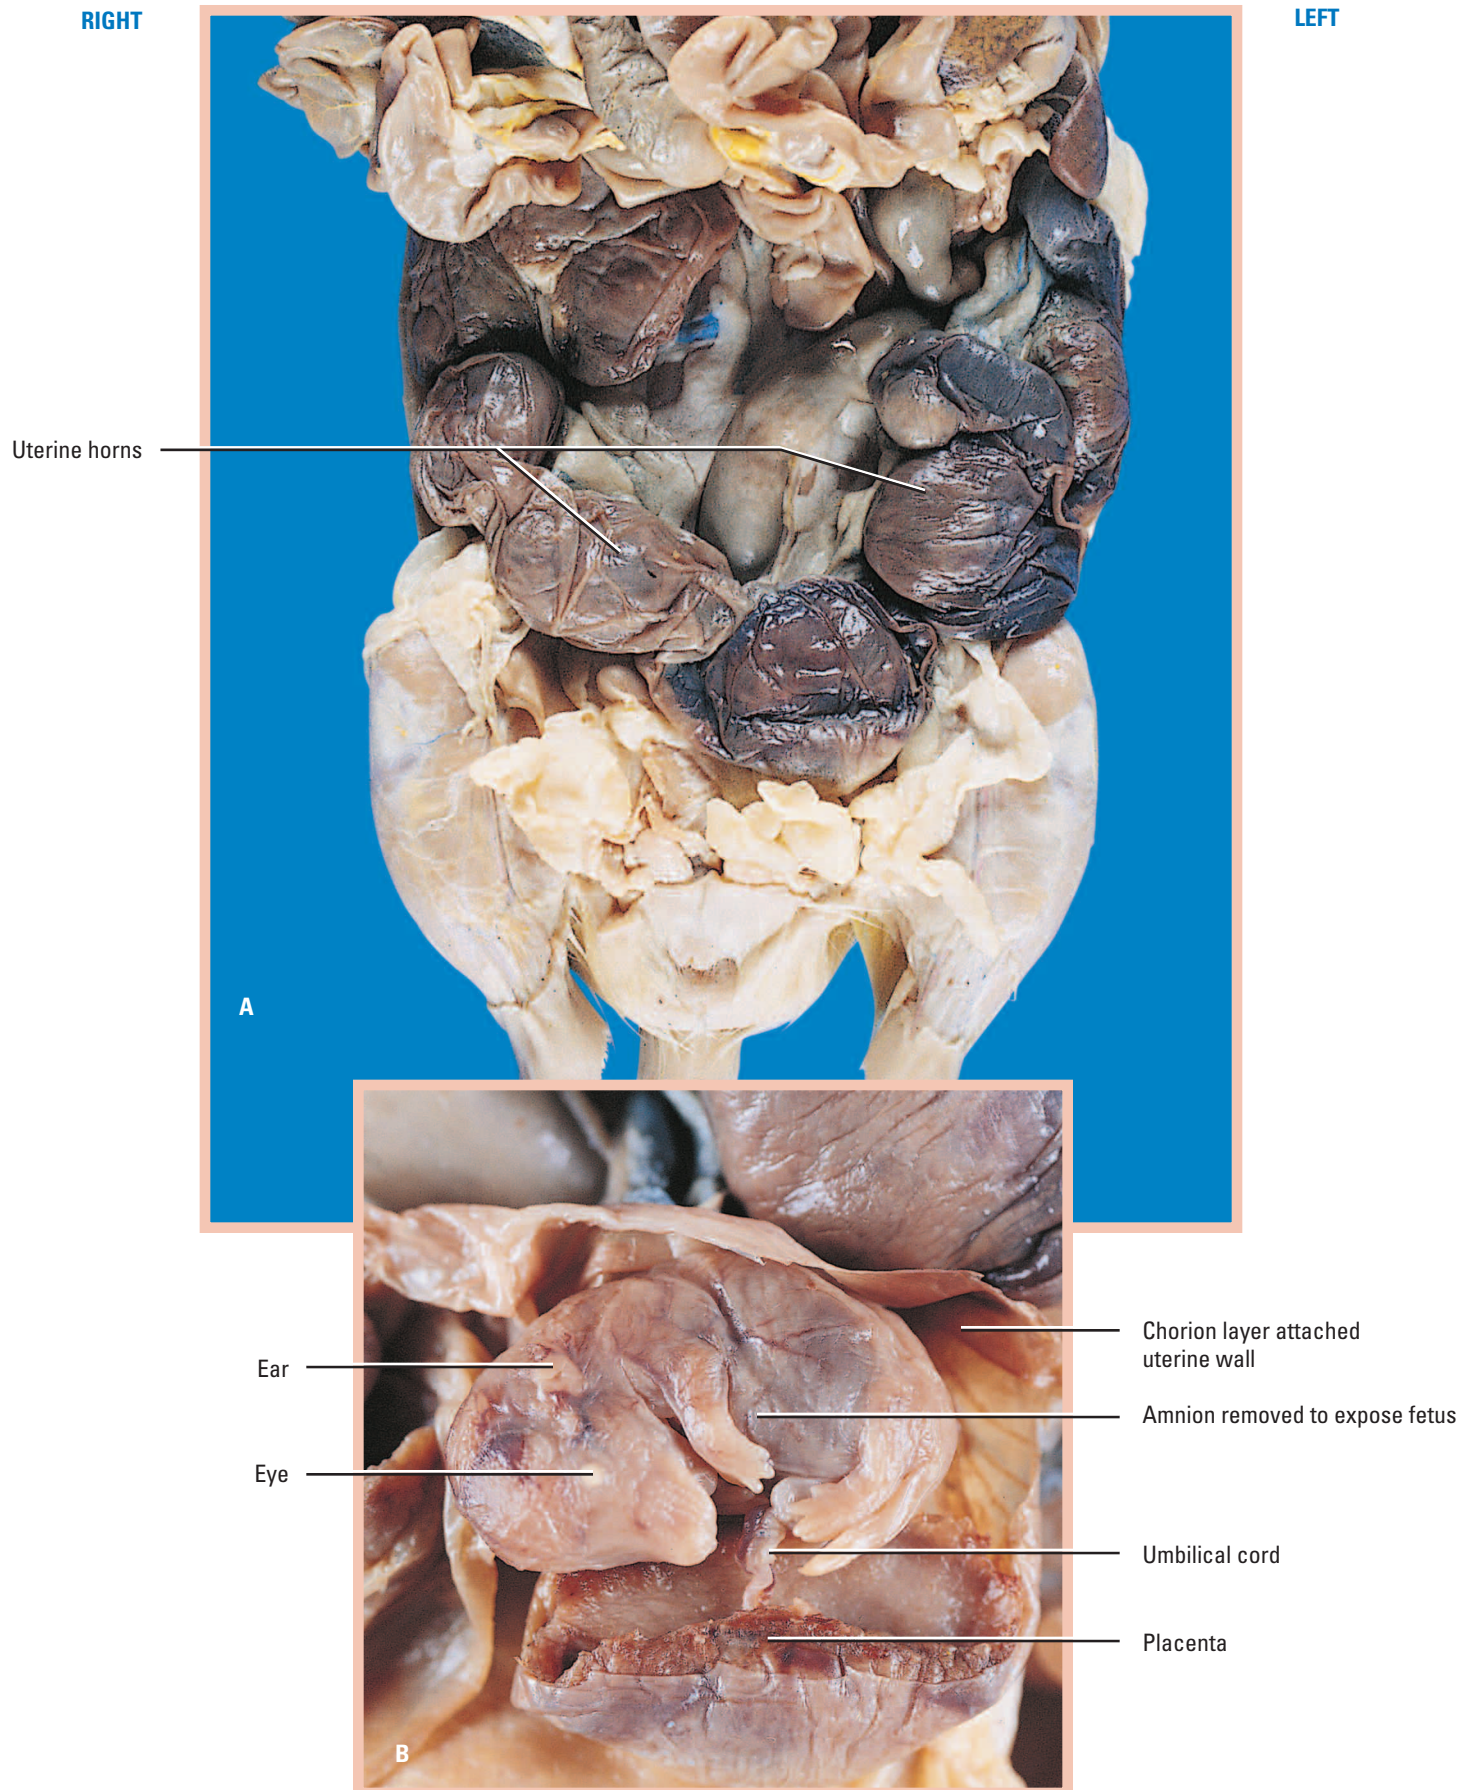 RIGHT
LEFT
Uterine horns
A
Ear
Eye
Chorion layer attached
uterine wall
Amnion removed to expose fetus
Umbilical cord
Placenta
B